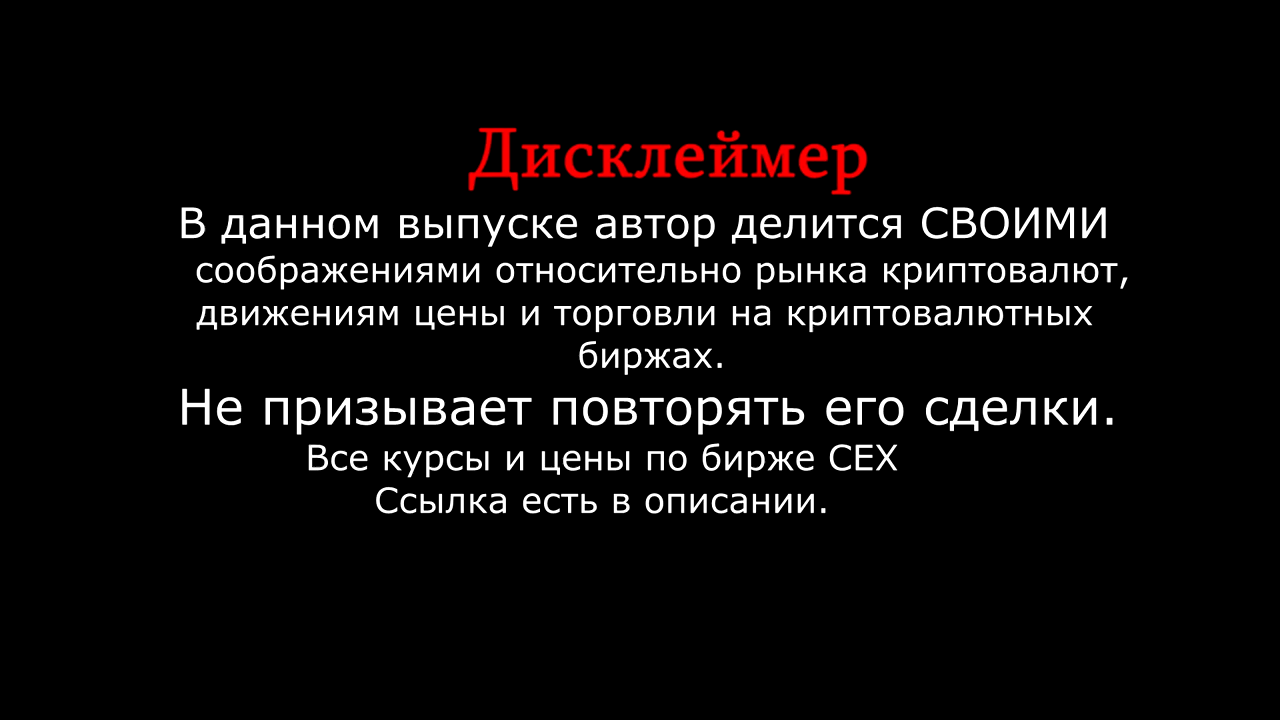 Дисклеймер
В данном выпуске автор делится СВОИМИ
соображениями относительно рынка криптовалют,
движениям цены и торговли на криптовалютных
биржах.
Не призывает повторять его сделки.
Все курсы и цены по бирже CEX
Ссылка есть в описании.